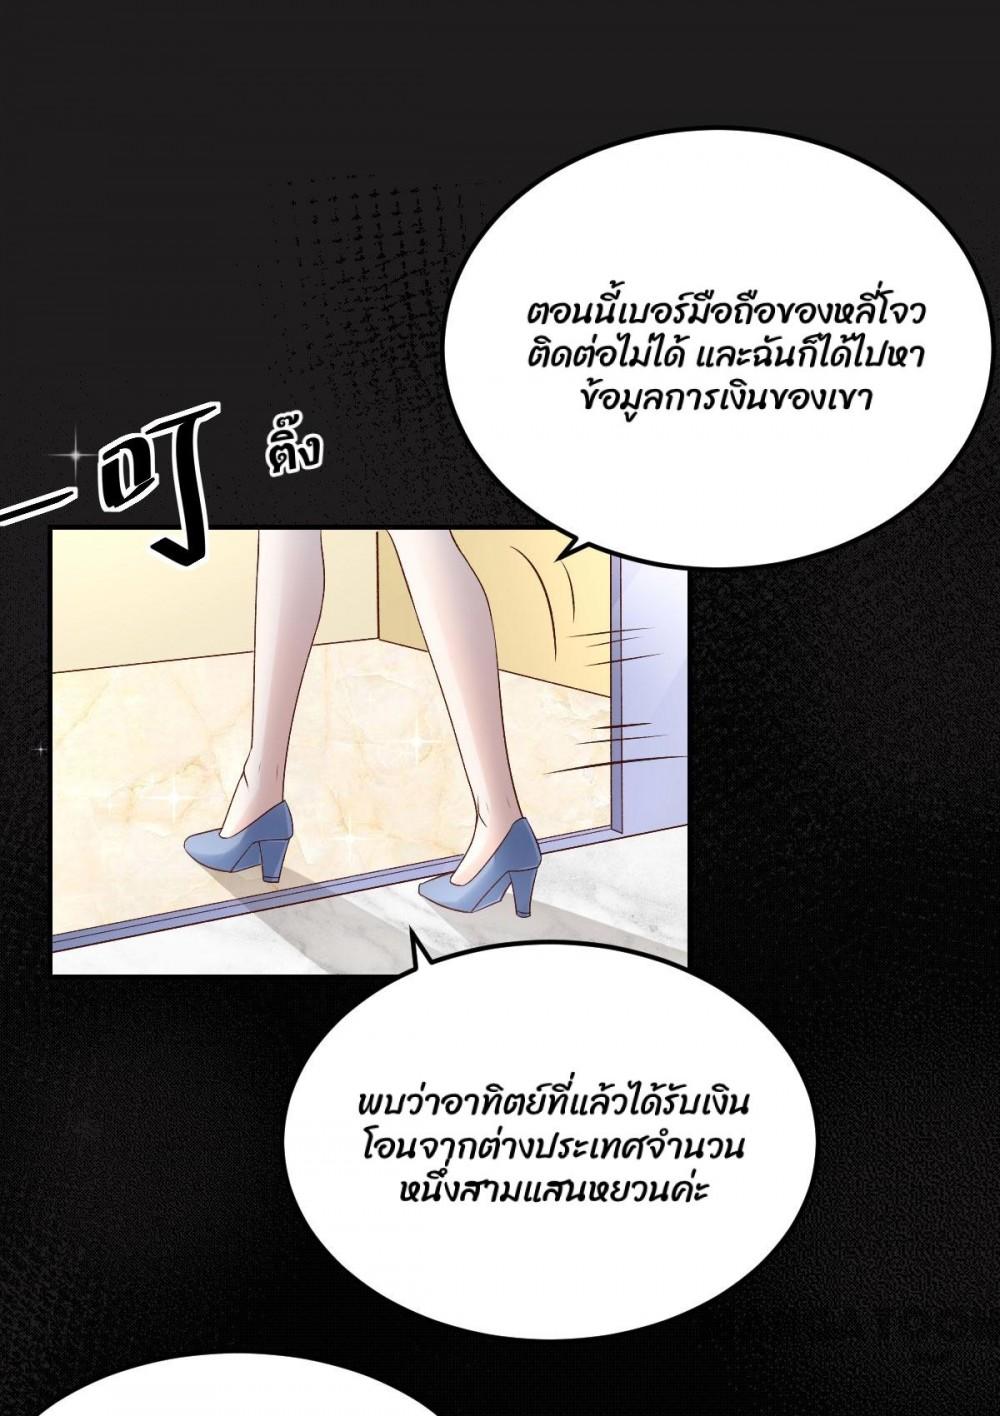 ตอนนี้เบอร์มือถือของหลี่โจว
ติดต่อไม่ได้ และฉันก็ได้ไปหา
ข้อมูลการเงินของเขา
叮
ติ๊ง
พบว่าอาทิตย์ที่แล้วได้รับเงิน
โอนจากต่างประเทศจำนวน
หนึ่งสามแสนหยวนค่ะ